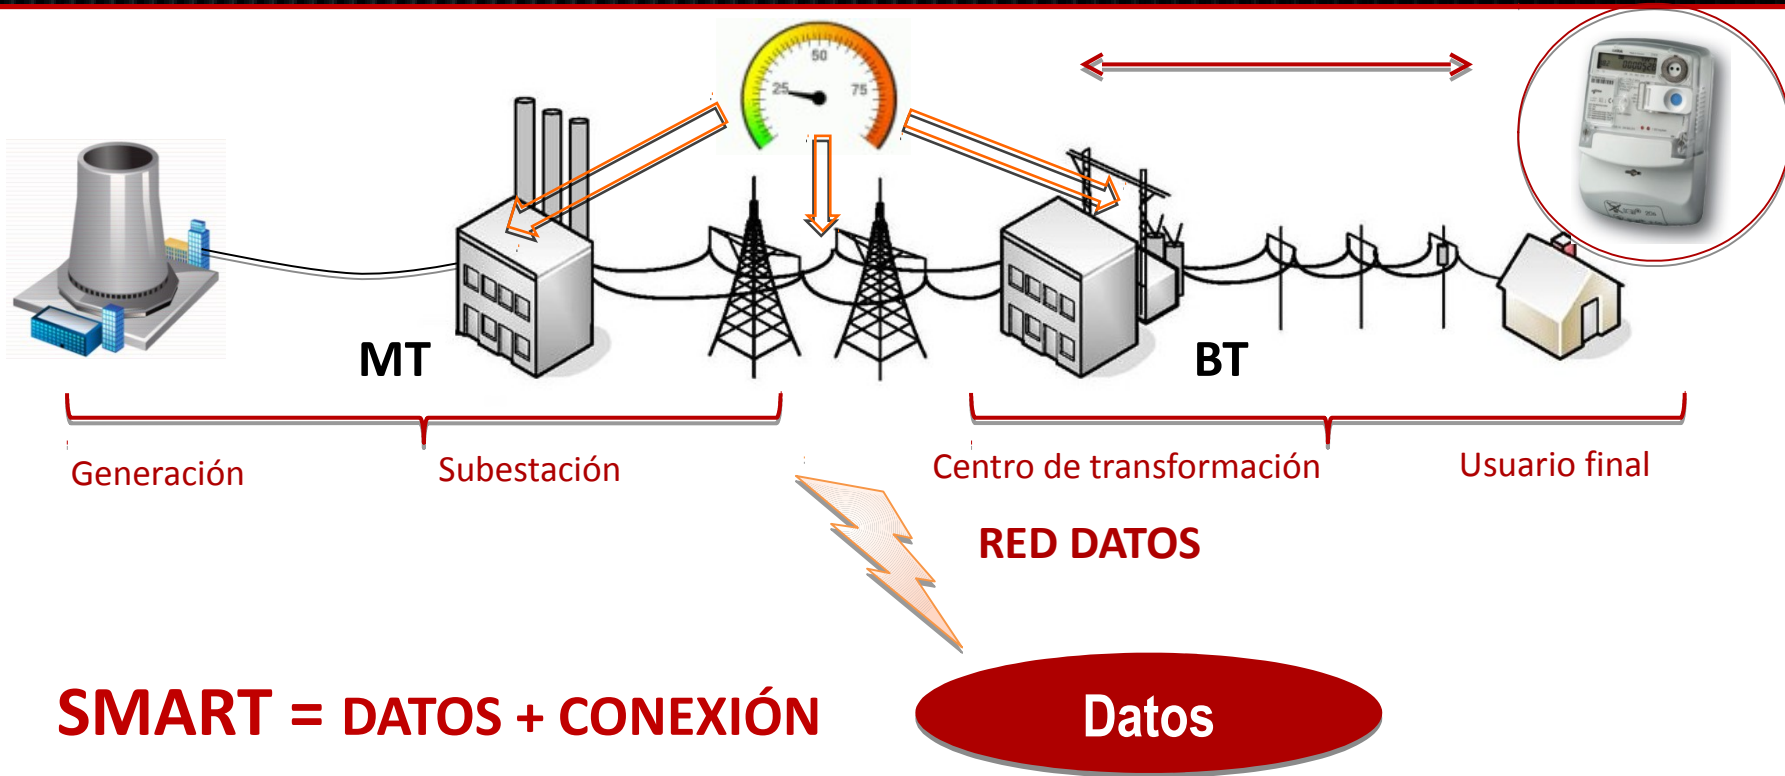 50
25
75
MT
BT
Generación
Subestación
Centro de transformación
Usuario final
RED DATOS
SMART = DATOS + CONEXIÓN
Datos